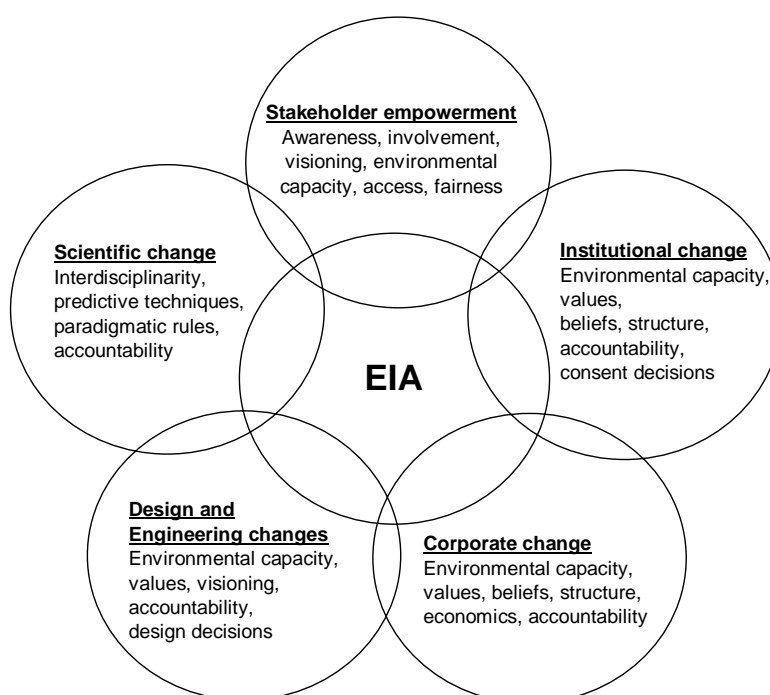 Stakeholder empowerment
Awareness, involvement,
visioning, environmental
capacity, access, fairness
Scientific change
Interdisciplinarity,
predictive techniques,
paradigmatic rules,
accountability
Institutional change
Environmental capacity,
values,
beliefs, structure,
accountability,
consent decisions
EIA
Design and
Engineering changes
Environmental capacity,
values, visioning,
accountability,
design decisions
Corporate change
Environmental capacity,
values, beliefs, structure,
economics, accountability